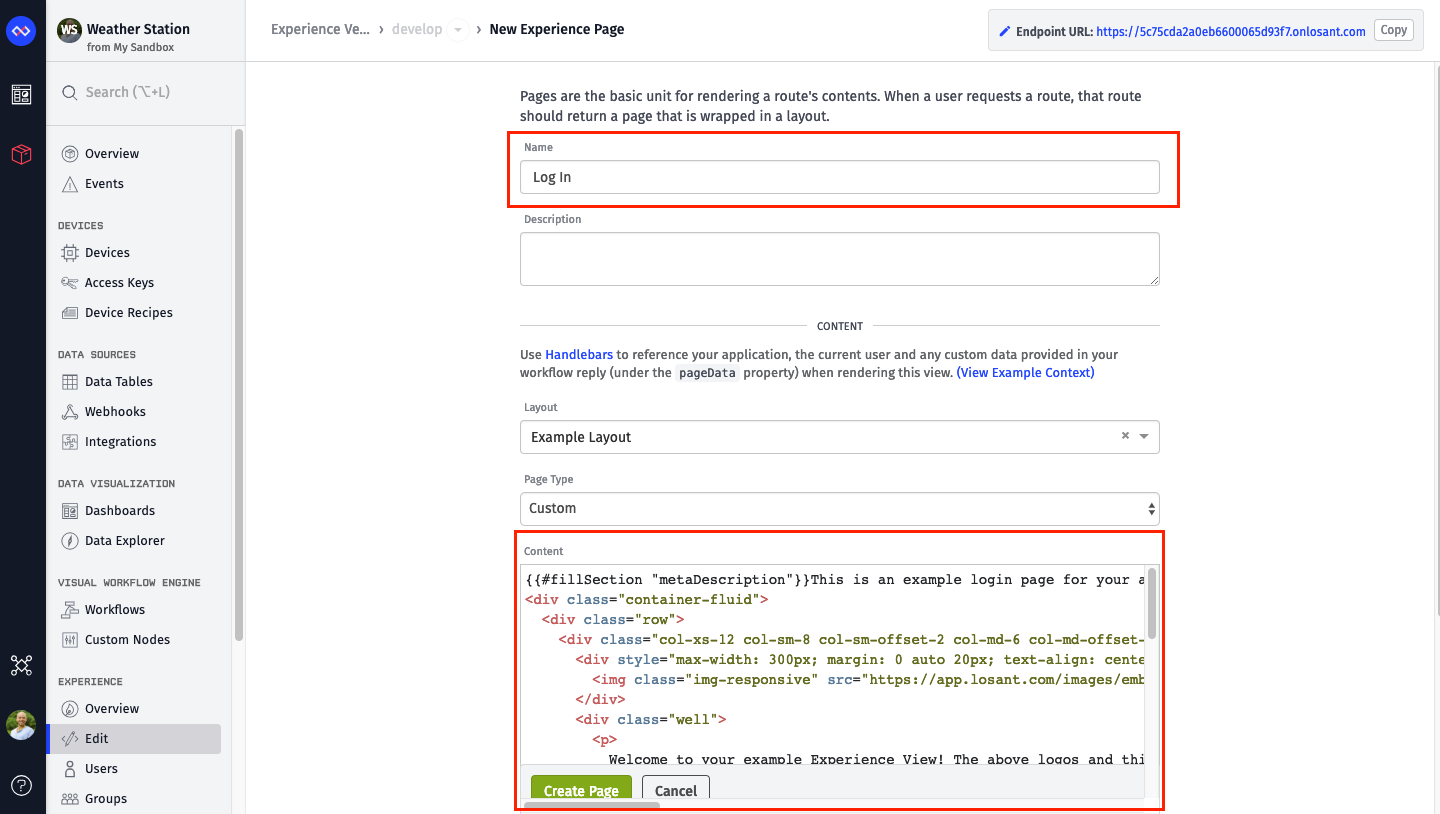 WS Weather Station
from My Sandbox
Experience Ve... › develop › New Experience Page
Endpoint URL: https://5c75cda2a0eb6600065d93f7.onlosant.com Copy
Search (⌥+L)
Overview
Events
DEVICES
Devices
Access Keys
Device Recipes
DATA SOURCES
Data Tables
Webhooks
Integrations
DATA VISUALIZATION
Dashboards
Data Explorer
VISUAL WORKFLOW ENGINE
Workflows
Custom Nodes
EXPERIENCE
Overview
Edit
Users
Groups
Pages are the basic unit for rendering a route's contents. When a user requests a route, that route
should return a page that is wrapped in a layout.
Name
Log In
Description
CONTENT
Use Handlebars to reference your application, the current user and any custom data provided in your
workflow reply (under the pageData property) when rendering this view. (View Example Context)
Layout
Example Layout ×
Page Type
Custom
Content
{{#fillSection "metaDescription"}}This is an example login page for your a
<div class="container-fluid">
<div class="row">
<div class="col-xs-12 col-sm-8 col-sm-offset-2 col-md-6 col-md-offset-
<div style="max-width: 300px; margin: 0 auto 20px; text-align: cente
<img class="img-responsive" src="https://app.losant.com/images/emb
</div>
<div class="well">
<p>
Welcome to your example Experience View! The above logos and thi
Create Page Cancel